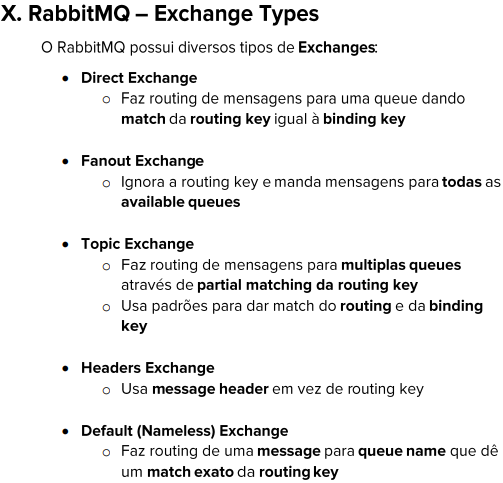 X. RabbitMQ – Exchange Types
O RabbitMQ possui diversos tipos de Exchanges:
• Direct Exchange
o Faz routing de mensagens para uma queue dando
match da routing key igual à binding key
• Fanout Exchange
o Ignora a routing key e manda mensagens para todas as
available queues
• Topic Exchange
o Faz routing de mensagens para multiplas queues
através de partial matching da routing key
o Usa padrões para dar match do routing e da binding
key
• Headers Exchange
o Usa message header em vez de routing key
• Default (Nameless) Exchange
o Faz routing de uma message para queue name que dê
um match exato da routing key